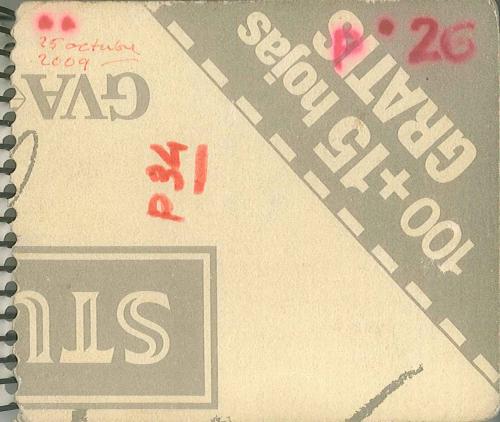 25 octubre
2009
p. 26
p 34
100+15 hojas
GRATIS
GVA
STU